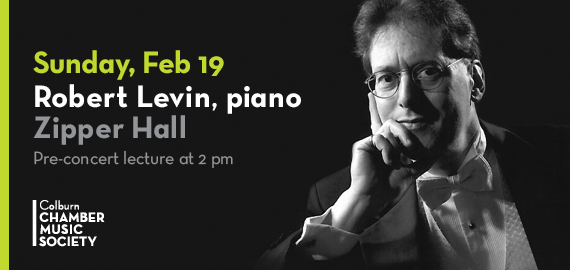 Sunday, Feb 19
Robert Levin, piano
Zipper Hall
Pre-concert lecture at 2 pm
Colburn
CHAMBER
MUSIC
SOCIETY